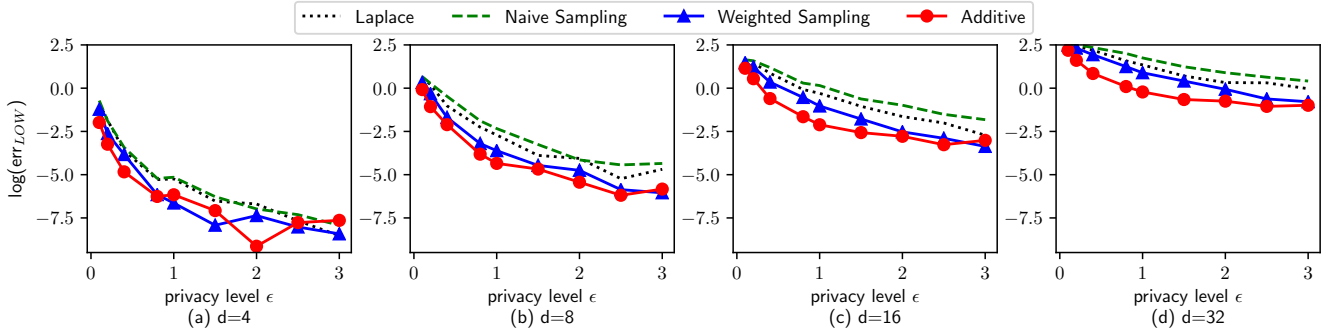 Laplace Naive Sampling Weighted Sampling Additive
log(err_LOW)
2.5
0.0
−2.5
−5.0
−7.5
0 1 2 3
privacy level ϵ
(a) d=4
2.5
0.0
−2.5
−5.0
−7.5
0 1 2 3
privacy level ϵ
(b) d=8
2.5
0.0
−2.5
−5.0
−7.5
0 1 2 3
privacy level ϵ
(c) d=16
2.5
0.0
−2.5
−5.0
−7.5
0 1 2 3
privacy level ϵ
(d) d=32